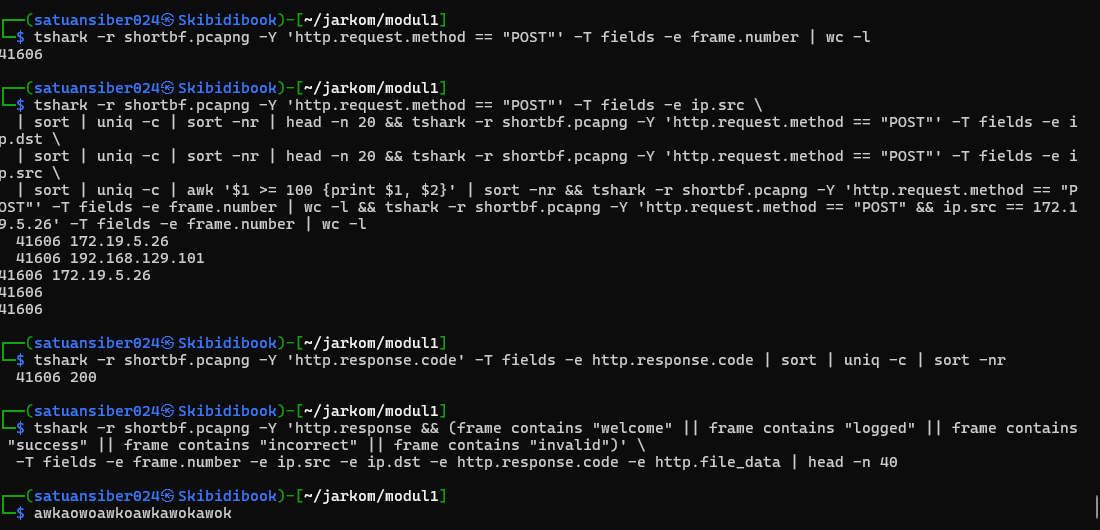 ┌──(satuansiber024㉿Skibidibook)-[~/jarkom/modul1]
└─$ tshark -r shortbf.pcapng -Y 'http.request.method == "POST"' -T fields -e frame.number | wc -l
41606
┌──(satuansiber024㉿Skibidibook)-[~/jarkom/modul1]
└─$ tshark -r shortbf.pcapng -Y 'http.request.method == "POST"' -T fields -e ip.src \
  | sort | uniq -c | sort -nr | head -n 20 && tshark -r shortbf.pcapng -Y 'http.request.method == "POST"' -T fields -e i
p.dst \
  | sort | uniq -c | sort -nr | head -n 20 && tshark -r shortbf.pcapng -Y 'http.request.method == "POST"' -T fields -e i
p.src \
  | sort | uniq -c | awk '$1 >= 100 {print $1, $2}' | sort -nr && tshark -r shortbf.pcapng -Y 'http.request.method == "P
OST"' -T fields -e frame.number | wc -l && tshark -r shortbf.pcapng -Y 'http.request.method == "POST" && ip.src == 172.1
9.5.26' -T fields -e frame.number | wc -l
  41606 172.19.5.26
  41606 192.168.129.101
41606 172.19.5.26
41606
41606
┌──(satuansiber024㉿Skibidibook)-[~/jarkom/modul1]
└─$ tshark -r shortbf.pcapng -Y 'http.response.code' -T fields -e http.response.code | sort | uniq -c | sort -nr
  41606 200
┌──(satuansiber024㉿Skibidibook)-[~/jarkom/modul1]
└─$ tshark -r shortbf.pcapng -Y 'http.response && (frame contains "welcome" || frame contains "logged" || frame contains
 "success" || frame contains "incorrect" || frame contains "invalid")' \
  -T fields -e frame.number -e ip.src -e ip.dst -e http.response.code -e http.file_data | head -n 40
┌──(satuansiber024㉿Skibidibook)-[~/jarkom/modul1]
└─$ awkaowoawkoawkawokawok